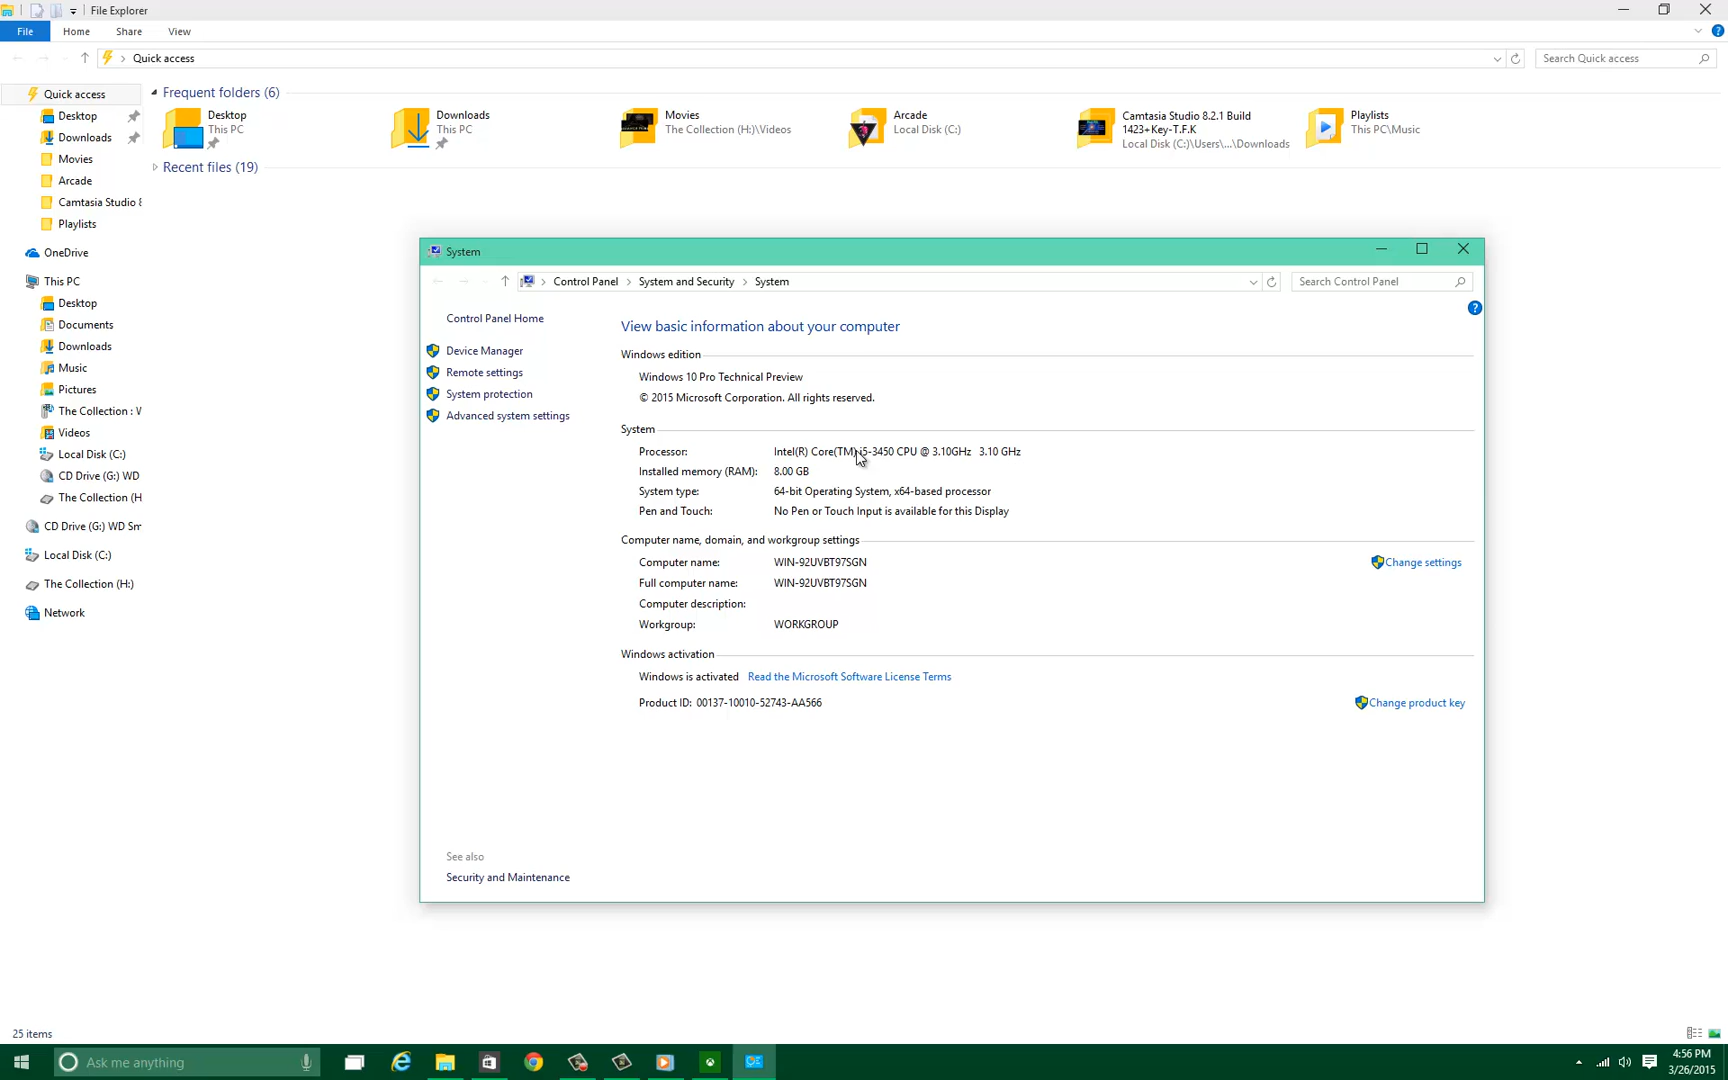 File Explorer
File Home Share View
Quick access
Search Quick access
Quick access
Desktop
Downloads
Movies
Arcade
Camtasia Studio 8
Playlists
OneDrive
This PC
Desktop
Documents
Downloads
Music
Pictures
The Collection : W
Videos
Local Disk (C:)
CD Drive (G:) WD
The Collection (H
CD Drive (G:) WD Sm
Local Disk (C:)
The Collection (H:)
Network
Frequent folders (6)
Desktop
This PC
Downloads
This PC
Movies
The Collection (H:)\Videos
Arcade
Local Disk (C:)
Camtasia Studio 8.2.1 Build
1423+Key-T.F.K
Local Disk (C:)\Users\...\Downloads
Playlists
This PC\Music
Recent files (19)
System
Control Panel System and Security System
Search Control Panel
Control Panel Home
Device Manager
Remote settings
System protection
Advanced system settings
See also
Security and Maintenance
View basic information about your computer
Windows edition
Windows 10 Pro Technical Preview
© 2015 Microsoft Corporation. All rights reserved.
System
Processor: Intel(R) Core(TM) i5-3450 CPU @ 3.10GHz 3.10 GHz
Installed memory (RAM): 8.00 GB
System type: 64-bit Operating System, x64-based processor
Pen and Touch: No Pen or Touch Input is available for this Display
Computer name, domain, and workgroup settings
Computer name: WIN-92UVBT97SGN
Change settings
Full computer name: WIN-92UVBT97SGN
Computer description:
Workgroup: WORKGROUP
Windows activation
Windows is activated Read the Microsoft Software License Terms
Product ID: 00137-10010-52743-AA566
Change product key
25 items
Ask me anything
4:56 PM
3/26/2015